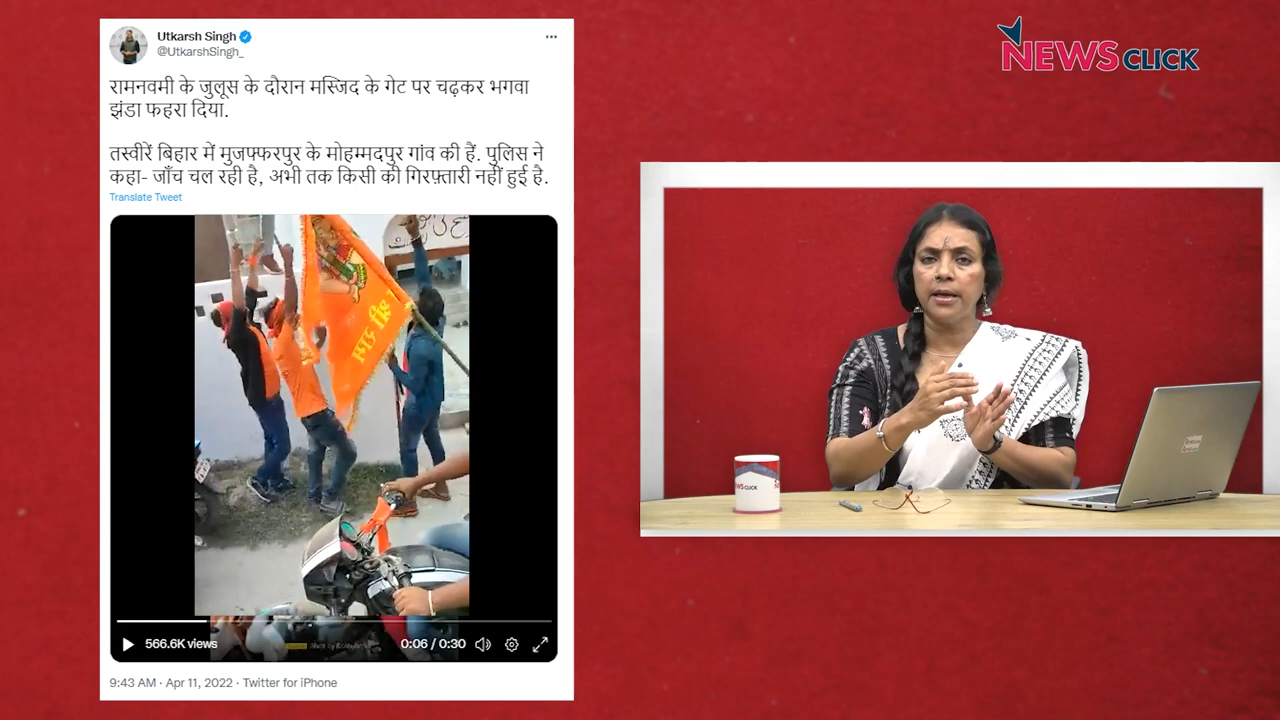 Utkarsh Singh
@UtkarshSingh_
रामनवमी के जुलूस के दौरान मस्जिद के गेट पर चढ़कर भगवा
झंडा फहरा दिया.
तस्वीरें बिहार में मुजफ्फरपुर के मोहम्मदपुर गांव की हैं. पुलिस ने
कहा- जाँच चल रही है, अभी तक किसी की गिरफ़्तारी नहीं हुई है.
Translate Tweet
566.6K views
0:06 / 0:30
9:43 AM · Apr 11, 2022 · Twitter for iPhone
NEWSCLICK